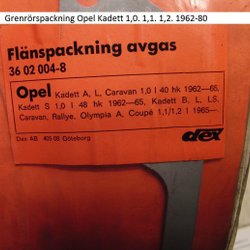 Grenrörspackning Opel Kadett 1,0. 1,1. 1,2. 1962-80
Flänspackning avgas
36 02 004-8
Opel Kadett A, L, Caravan 1,0 l 40 hk 1962—65,
Kadett S 1,0 l 48 hk 1962—65, Kadett B, L, LS,
Caravan, Rallye, Olympia A, Coupé 1,1/1,2 l 1965—.
Dex AB 405 03 Göteborg
dex